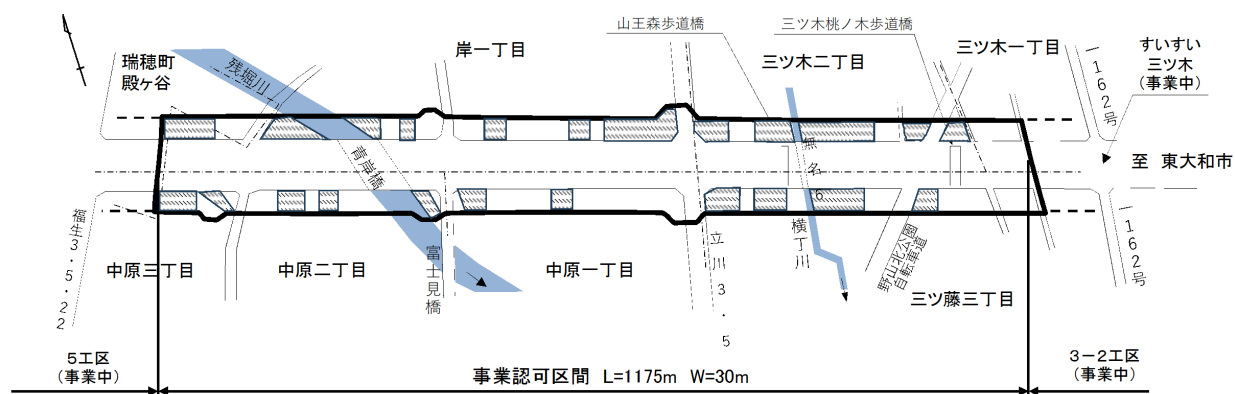 山王森歩道橋
三ツ木桃ノ木歩道橋
瑞穂町
殿ヶ谷
残堀川
岸一丁目
三ツ木二丁目
三ツ木一丁目
一162号
すいすい
三ツ木
(事業中)
青岸橋
無名6
至 東大和市
福生3・5・22
中原三丁目
中原二丁目
富士見橋
中原一丁目
立川3・5
横丁川
野山北公園
自転車道
三ツ藤三丁目
一162号
5工区
(事業中)
事業認可区間 L=1175m W=30m
3-2工区
(事業中)